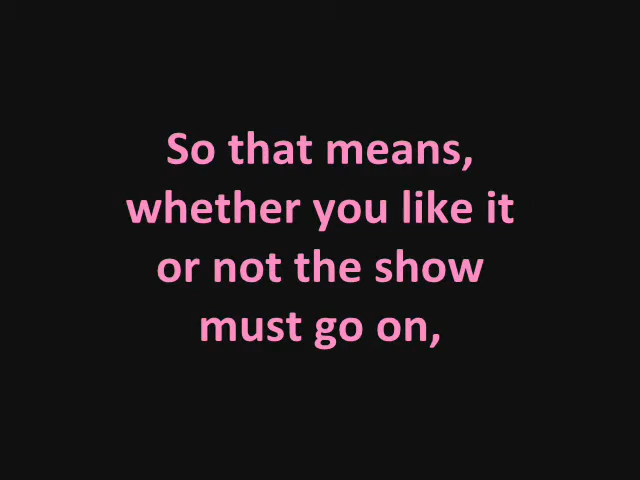 So that means,
whether you like it
or not the show
must go on,